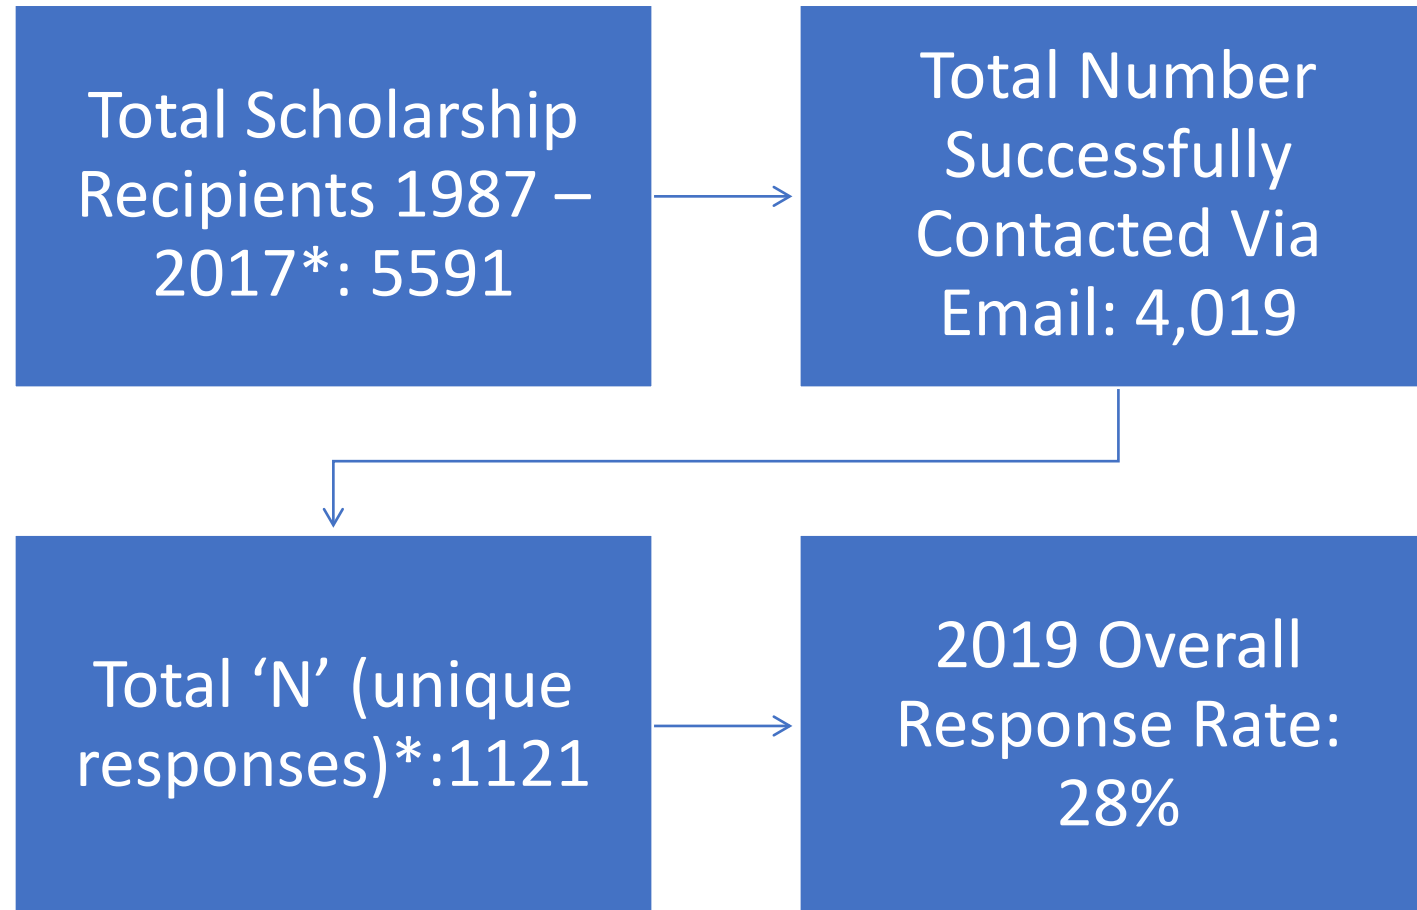 Total Scholarship
Recipients 1987 –
2017*: 5591
Total Number
Successfully
Contacted Via
Email: 4,019
Total ‘N’ (unique
responses)*:1121
2019 Overall
Response Rate:
28%